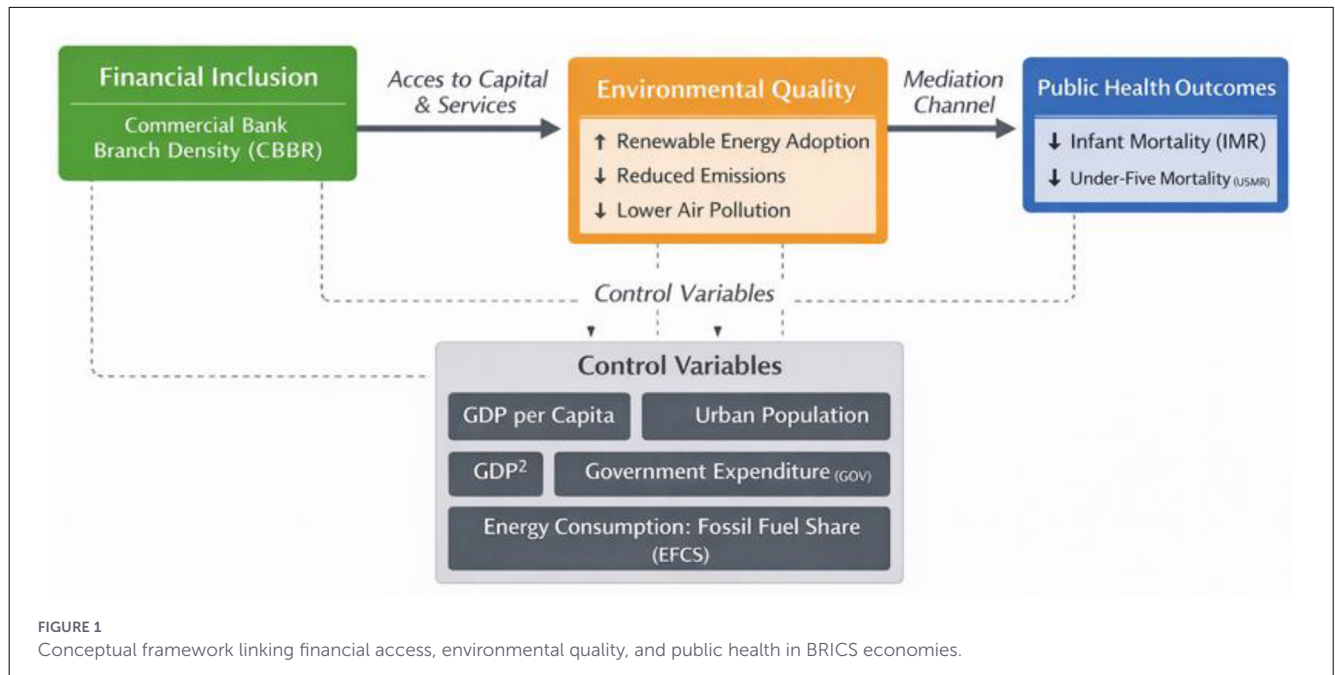 Financial Inclusion
Commercial Bank
Branch Density (CBBR)
Acces to Capital
& Services
Environmental Quality
↑ Renewable Energy Adoption
↓ Reduced Emissions
↓ Lower Air Pollution
Mediation
Channel
Public Health Outcomes
↓ Infant Mortality (IMR)
↓ Under-Five Mortality (USMR)
Control Variables
Control Variables
GDP per Capita
Urban Population
GDP²
Government Expenditure (GOV)
Energy Consumption: Fossil Fuel Share
(EFCS)
FIGURE 1
Conceptual framework linking financial access, environmental quality, and public health in BRICS economies.